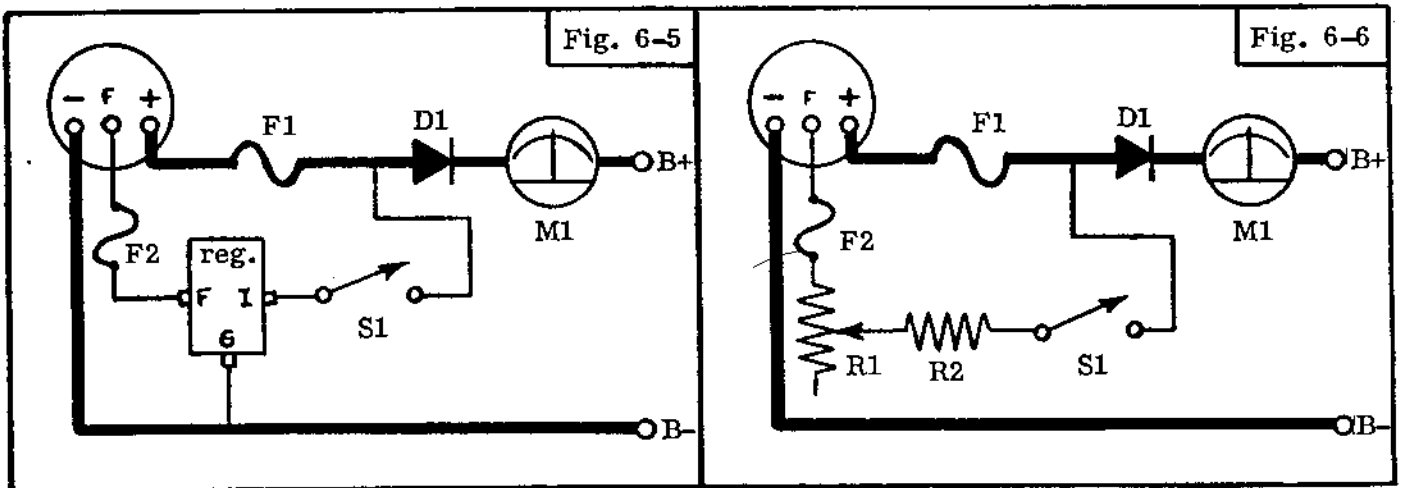 Fig. 6-5
- F +
F1
D1
B+
M1
F2
reg.
F I
S1
G
B-
Fig. 6-6
- F +
F1
D1
B+
M1
F2
R1
R2
S1
B-